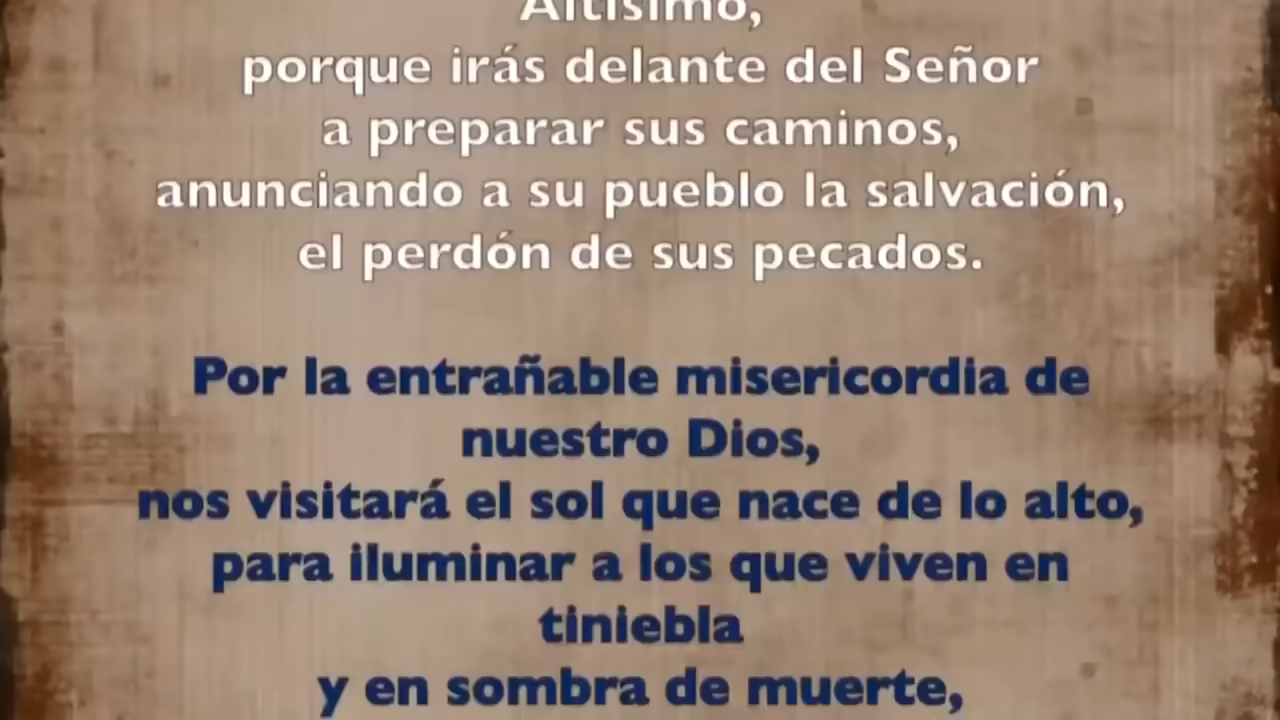 Altísimo,
porque irás delante del Señor
a preparar sus caminos,
anunciando a su pueblo la salvación,
el perdón de sus pecados.
Por la entrañable misericordia de
nuestro Dios,
nos visitará el sol que nace de lo alto,
para iluminar a los que viven en
tiniebla
y en sombra de muerte,